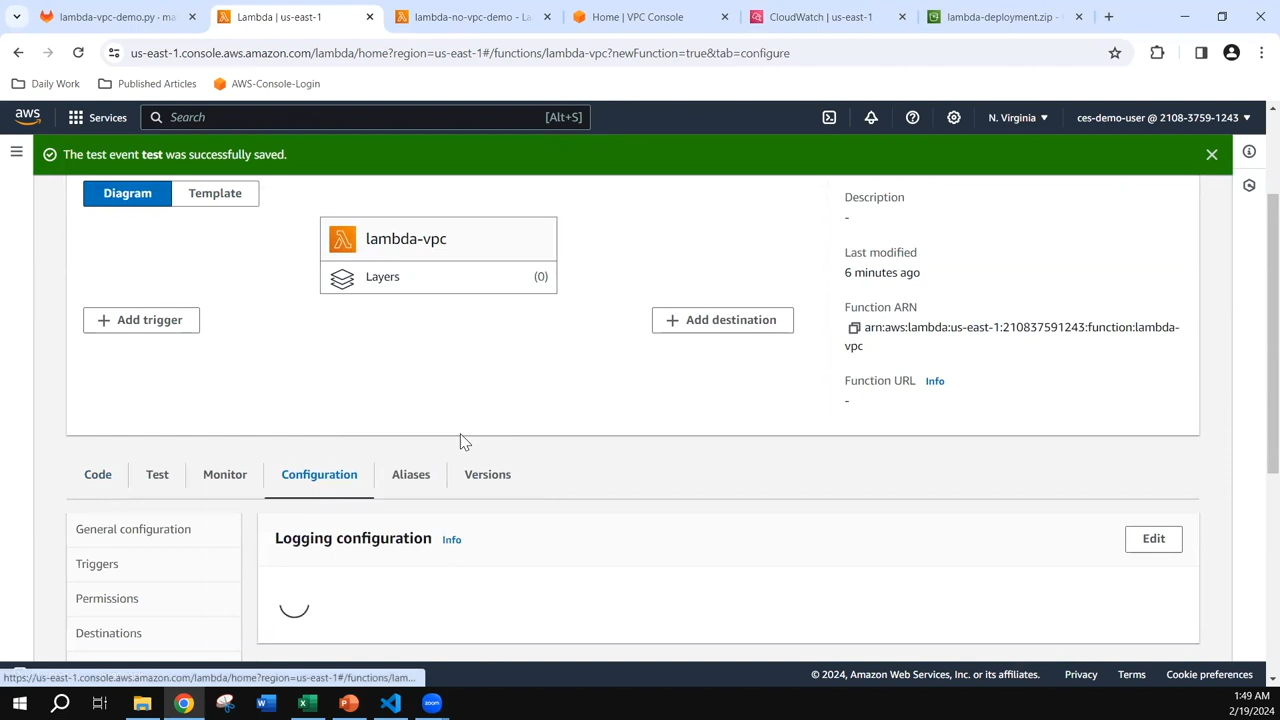 lambda-vpc-demo.py · ma
Lambda | us-east-1
lambda-no-vpc-demo - La
Home | VPC Console
CloudWatch | us-east-1
lambda-deployment.zip -
us-east-1.console.aws.amazon.com/lambda/home?region=us-east-1#/functions/lambda-vpc?newFunction=true&tab=configure
Daily Work
Published Articles
AWS-Console-Login
aws
Services
Search
[Alt+S]
N. Virginia
ces-demo-user @ 2108-3759-1243
The test event test was successfully saved.
Diagram
Template
lambda-vpc
Layers
(0)
+ Add trigger
+ Add destination
Description
-
Last modified
6 minutes ago
Function ARN
arn:aws:lambda:us-east-1:210837591243:function:lambda-
vpc
Function URL Info
-
Code
Test
Monitor
Configuration
Aliases
Versions
General configuration
Triggers
Permissions
Destinations
Logging configuration Info
Edit
https://us-east-1.console.aws.amazon.com/lambda/home?region=us-east-1#/functions/lam...
© 2024, Amazon Web Services, Inc. or its affiliates.
Privacy
Terms
Cookie preferences
zoom
1:49 AM
2/19/2024